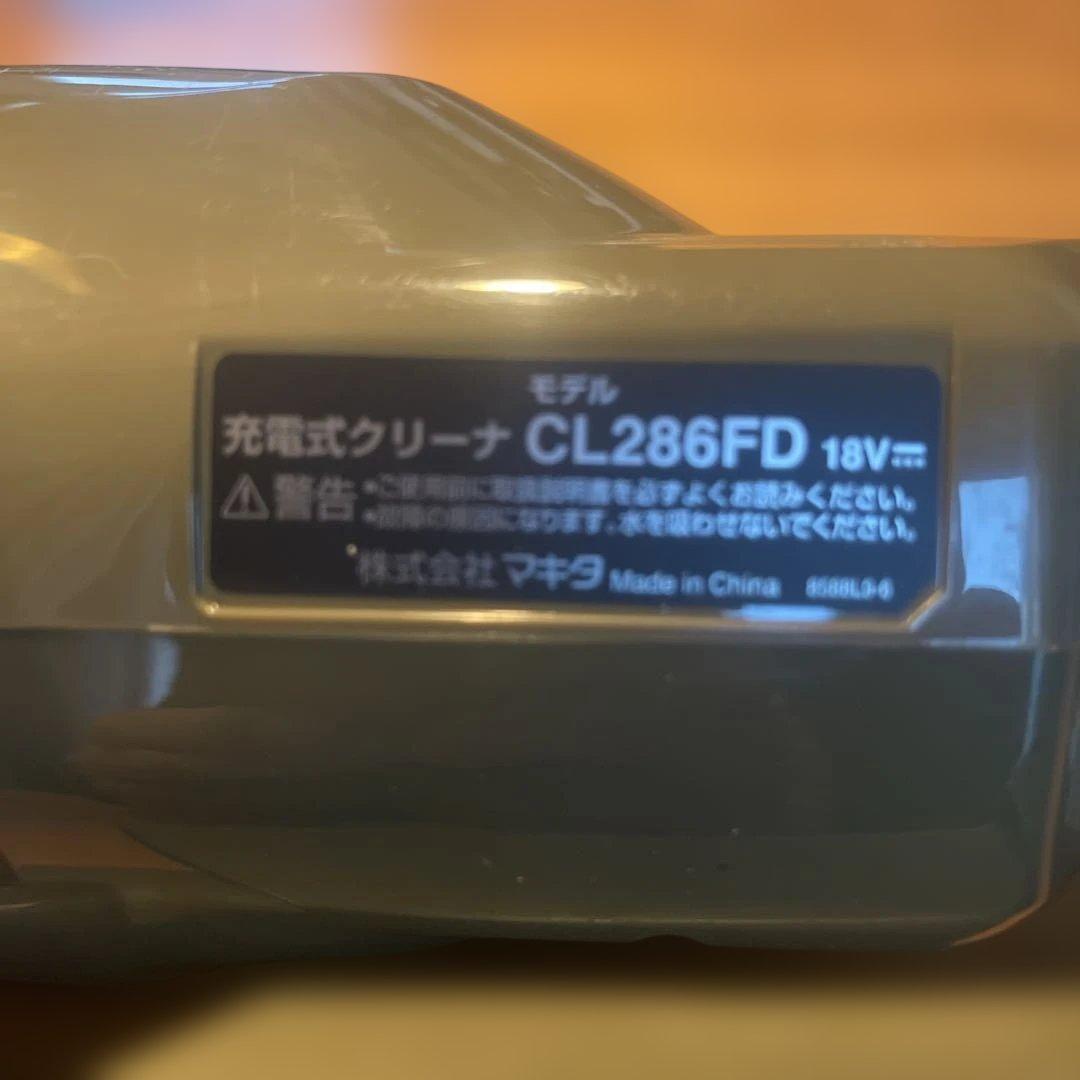 モデル
充電式クリーナ CL286FD 18V⎓
⚠警告 •ご使用前に取扱説明書を必ずよくお読みください。
•故障の原因になります。水を吸わせないでください。
株式会社マキタ Made in China